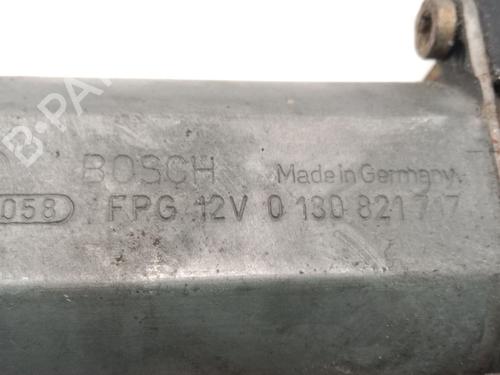 BOSCH Made in Germany.
058 FPG 12V 0 130 821 717
B-PA